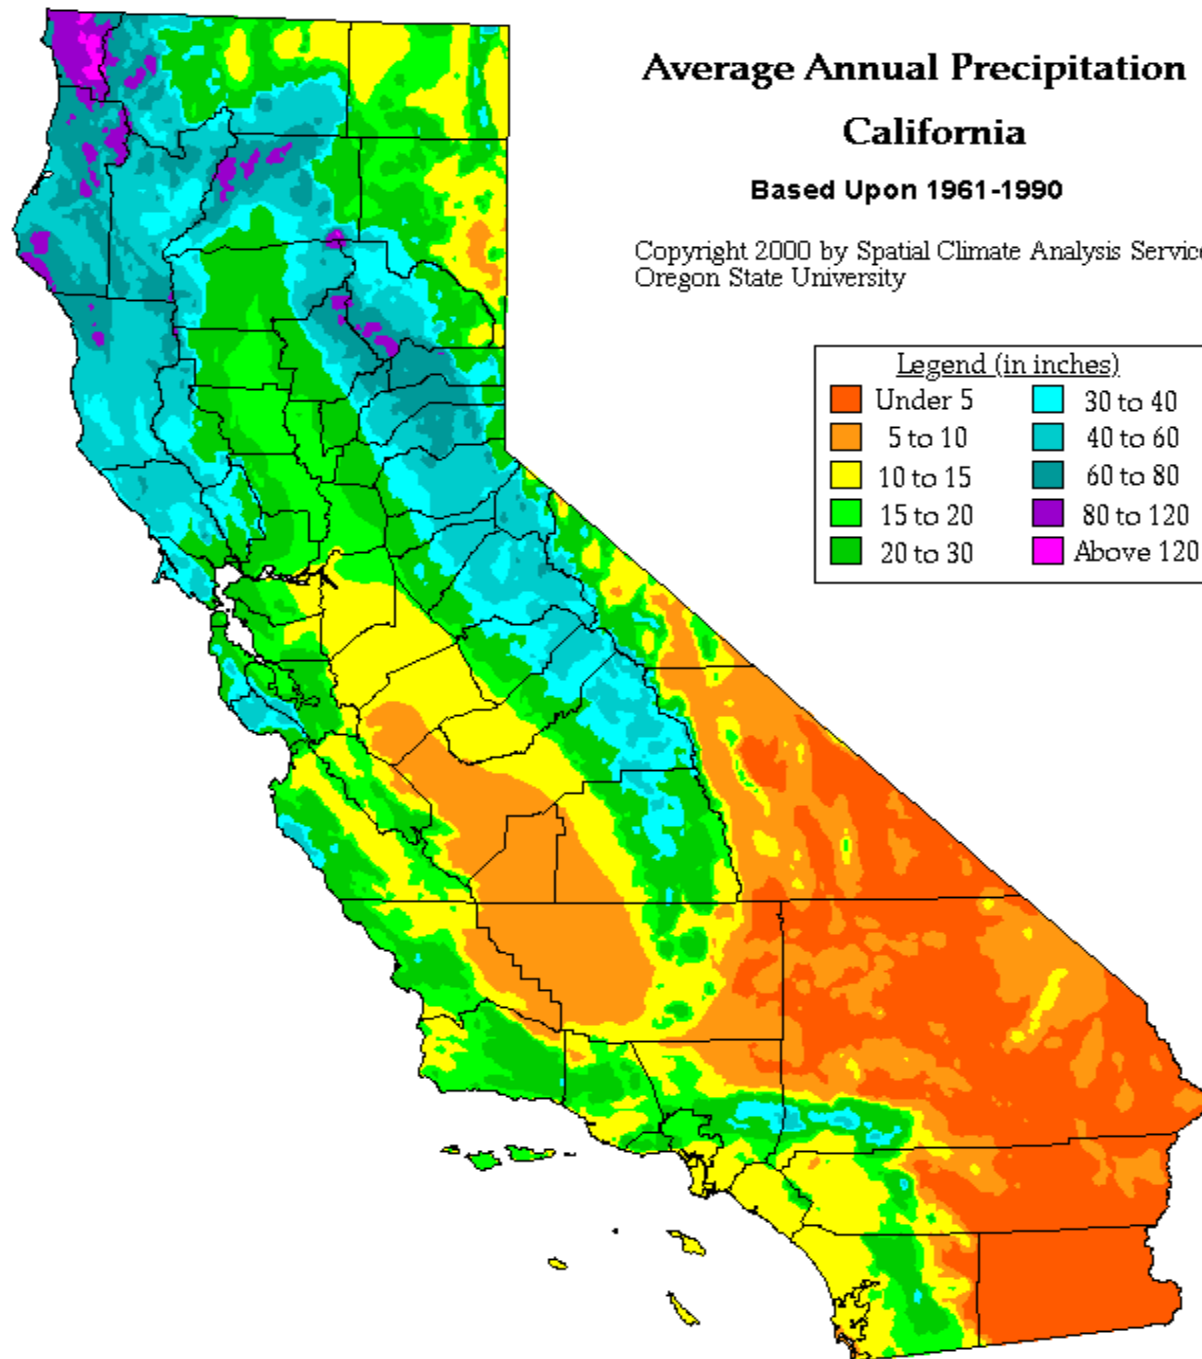 Average Annual Precipitation
California
Based Upon 1961-1990
Copyright 2000 by Spatial Climate Analysis Service
Oregon State University
Legend (in inches)
Under 5
5 to 10
10 to 15
15 to 20
20 to 30
30 to 40
40 to 60
60 to 80
80 to 120
Above 120